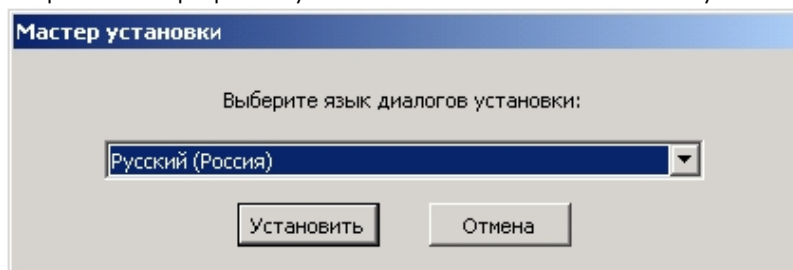 Мастер установки
Выберите язык диалогов установки:
Русский (Россия)
Установить
Отмена